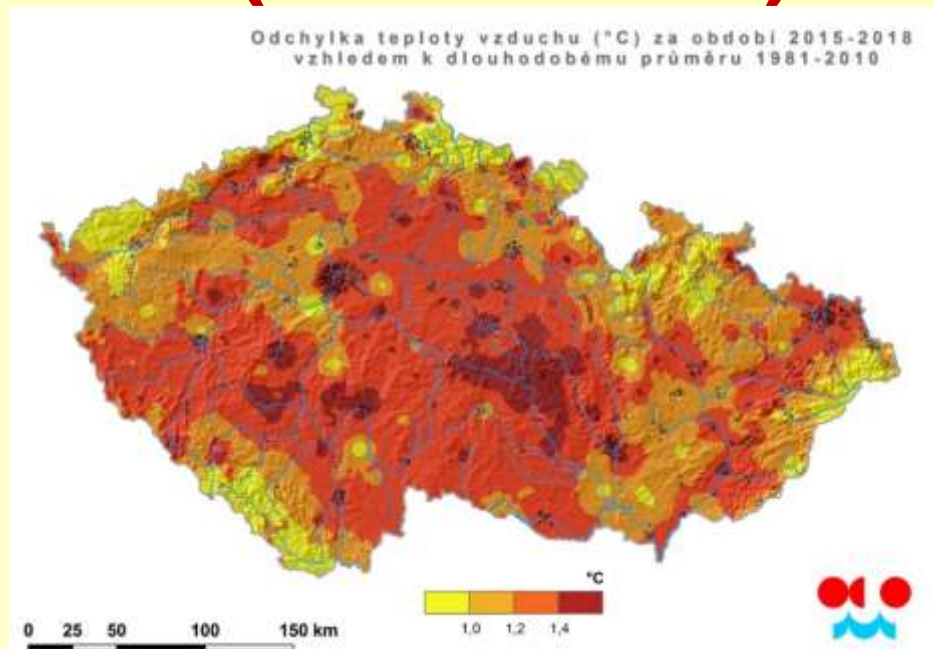 Odchylka teploty vzduchu (°C) za období 2015-2018
vzhledem k dlouhodobému průměru 1981-2010
°C
1,0 1,2 1,4
0 25 50 100 150 km